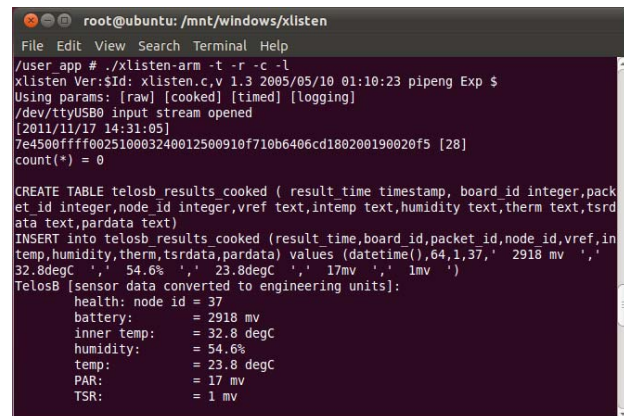 root@ubuntu: /mnt/windows/xlisten
File Edit View Search Terminal Help
/user_app # ./xlisten-arm -t -r -c -l
xlisten Ver:$Id: xlisten.c,v 1.3 2005/05/10 01:10:23 pipeng Exp $
Using params: [raw] [cooked] [timed] [logging]
/dev/ttyUSB0 input stream opened
[2011/11/17 14:31:05]
7e4500ffff002510003240012500910f710b6406cd180200190020f5 [28]
count(*) = 0
CREATE TABLE telosb_results_cooked ( result_time timestamp, board_id integer,pack
et_id integer,node_id integer,vref text,intemp text,humidity text,therm text,tsrd
ata text,pardata text)
INSERT into telosb_results_cooked (result_time,board_id,packet_id,node_id,vref,in
temp,humidity,therm,tsrdata,pardata) values (datetime(),64,1,37,' 2918 mv ','
32.8degC ',' 54.6% ',' 23.8degC ',' 17mv ',' 1mv ')
TelosB [sensor data converted to engineering units]:
health: node id = 37
battery: = 2918 mv
inner temp: = 32.8 degC
humidity: = 54.6%
temp: = 23.8 degC
PAR: = 17 mv
TSR: = 1 mv